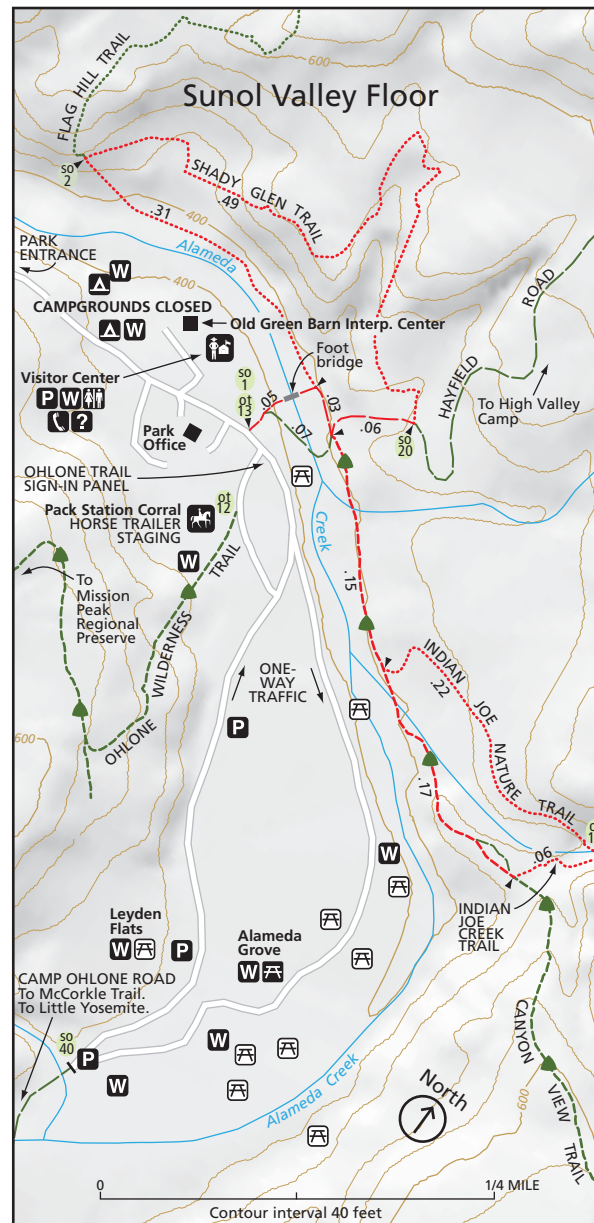 Sunol Valley Floor
600
FLAG HILL TRAIL
so
2
SHADY GLEN TRAIL
.49
.31
400
Alameda
PARK
ENTRANCE
400
W
CAMPGROUNDS CLOSED
W
Old Green Barn Interp. Center
Foot
bridge
Visitor Center
P W
?
so
1
ot
13
.05
.03
.07
.06
so
20
HAYFIELD ROAD
To High Valley
Camp
Park
Office
OHLONE TRAIL
SIGN-IN PANEL
Pack Station Corral
HORSE TRAILER
STAGING
ot
12
W
Creek
To
Mission
Peak
Regional
Preserve
OHLONE WILDERNESS TRAIL
.15
ONE-
WAY
TRAFFIC
P
INDIAN JOE NATURE TRAIL
.22
600
.17
ot
1
.06
W
INDIAN
JOE
CREEK
TRAIL
Leyden
Flats
W
P
Alameda
Grove
W
CAMP OHLONE ROAD
To McCorkle Trail.
To Little Yosemite.
so
40
P
W
W
Alameda Creek
CANYON VIEW TRAIL
600
North
0
1/4 MILE
Contour interval 40 feet